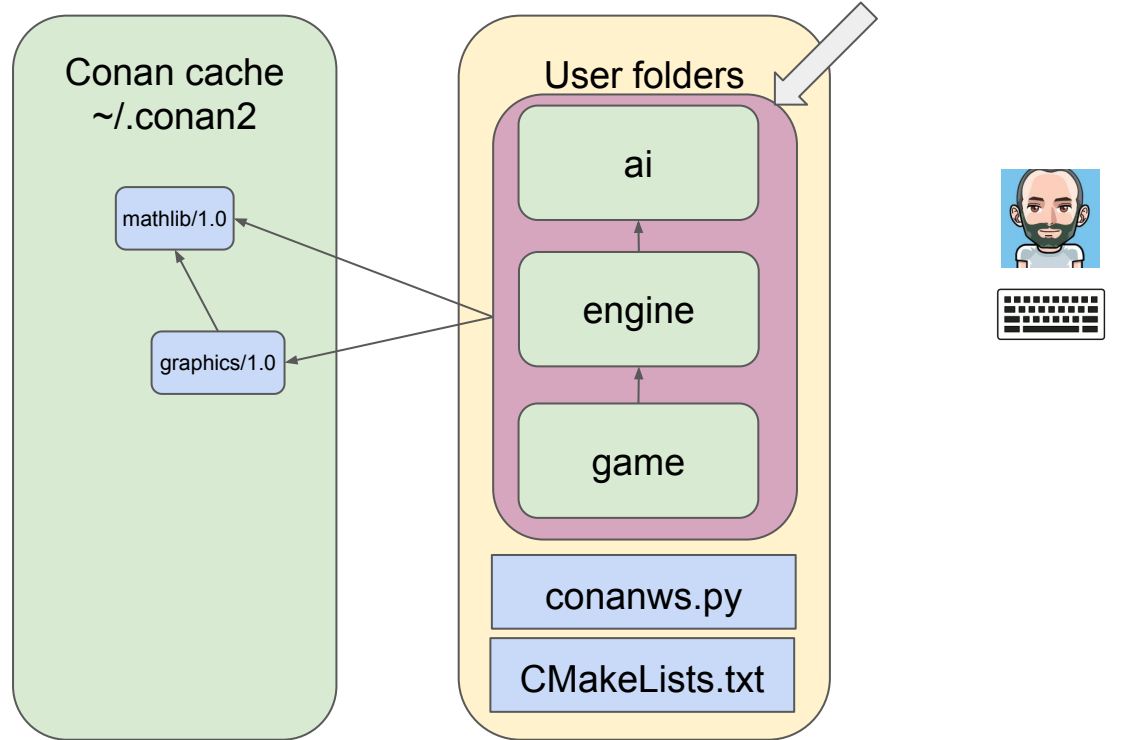 Conan cache
~/.conan2
mathlib/1.0
graphics/1.0
User folders
ai
engine
game
conanws.py
CMakeLists.txt